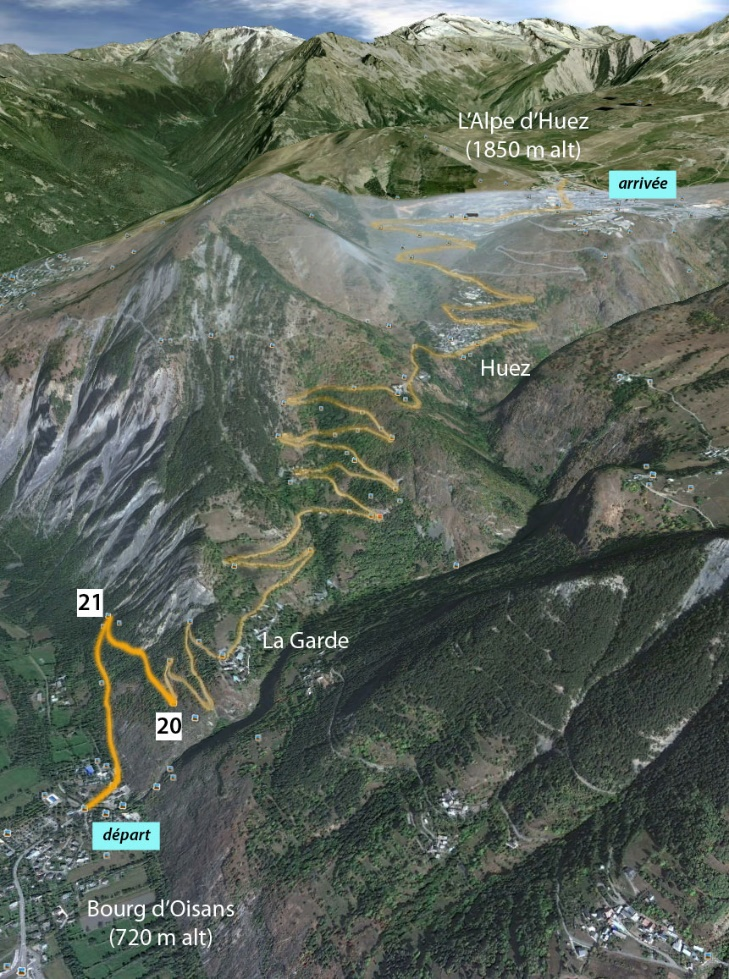 L'Alpe d'Huez
(1850 m alt)
arrivée
Huez
21
La Garde
20
départ
Bourg d'Oisans
(720 m alt)